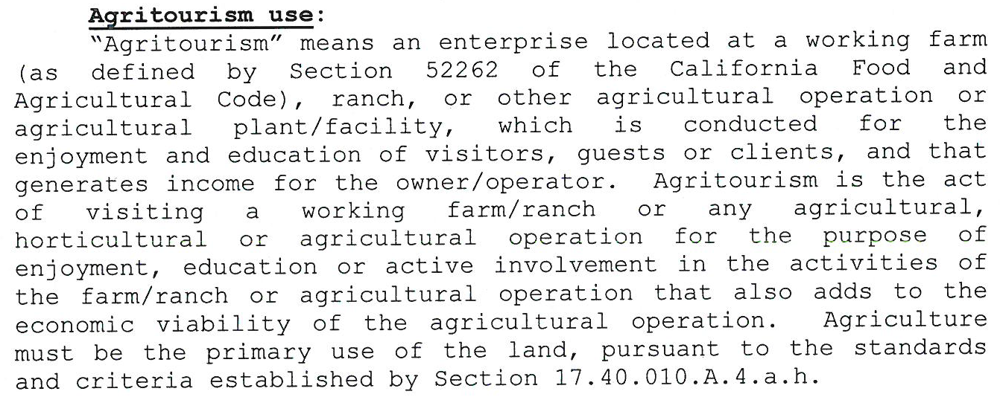 Agritourism use:
“Agritourism” means an enterprise located at a working farm
(as defined by Section 52262 of the California Food and
Agricultural Code), ranch, or other agricultural operation or
agricultural plant/facility, which is conducted for the
enjoyment and education of visitors, guests or clients, and that
generates income for the owner/operator. Agritourism is the act
of visiting a working farm/ranch or any agricultural,
horticultural or agricultural operation for the purpose of
enjoyment, education or active involvement in the activities of
the farm/ranch or agricultural operation that also adds to the
economic viability of the agricultural operation. Agriculture
must be the primary use of the land, pursuant to the standards
and criteria established by Section 17.40.010.A.4.a.h.